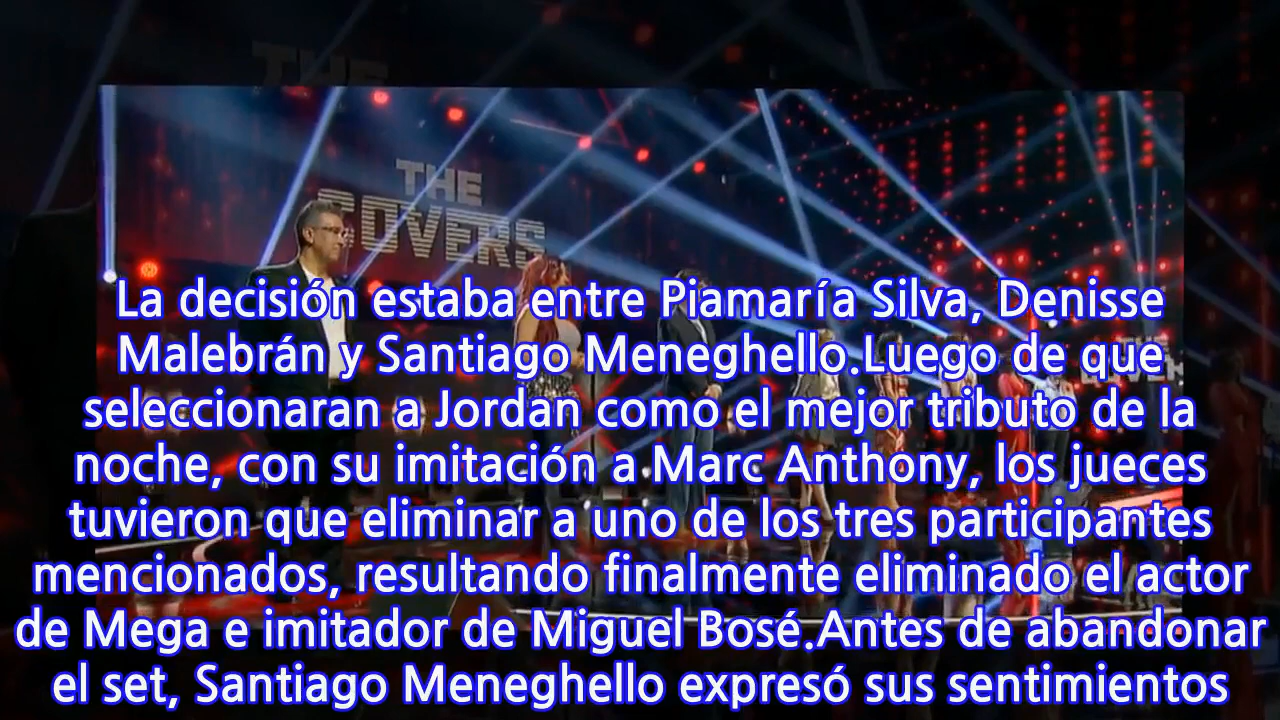 THE
THE
COVERS
La decisión estaba entre Piamaría Silva, Denisse
Malebrán y Santiago Meneghello.Luego de que
seleccionaran a Jordan como el mejor tributo de la
noche, con su imitación a Marc Anthony, los jueces
tuvieron que eliminar a uno de los tres participantes
mencionados, resultando finalmente eliminado el actor
de Mega e imitador de Miguel Bosé.Antes de abandonar
el set, Santiago Meneghello expresó sus sentimientos